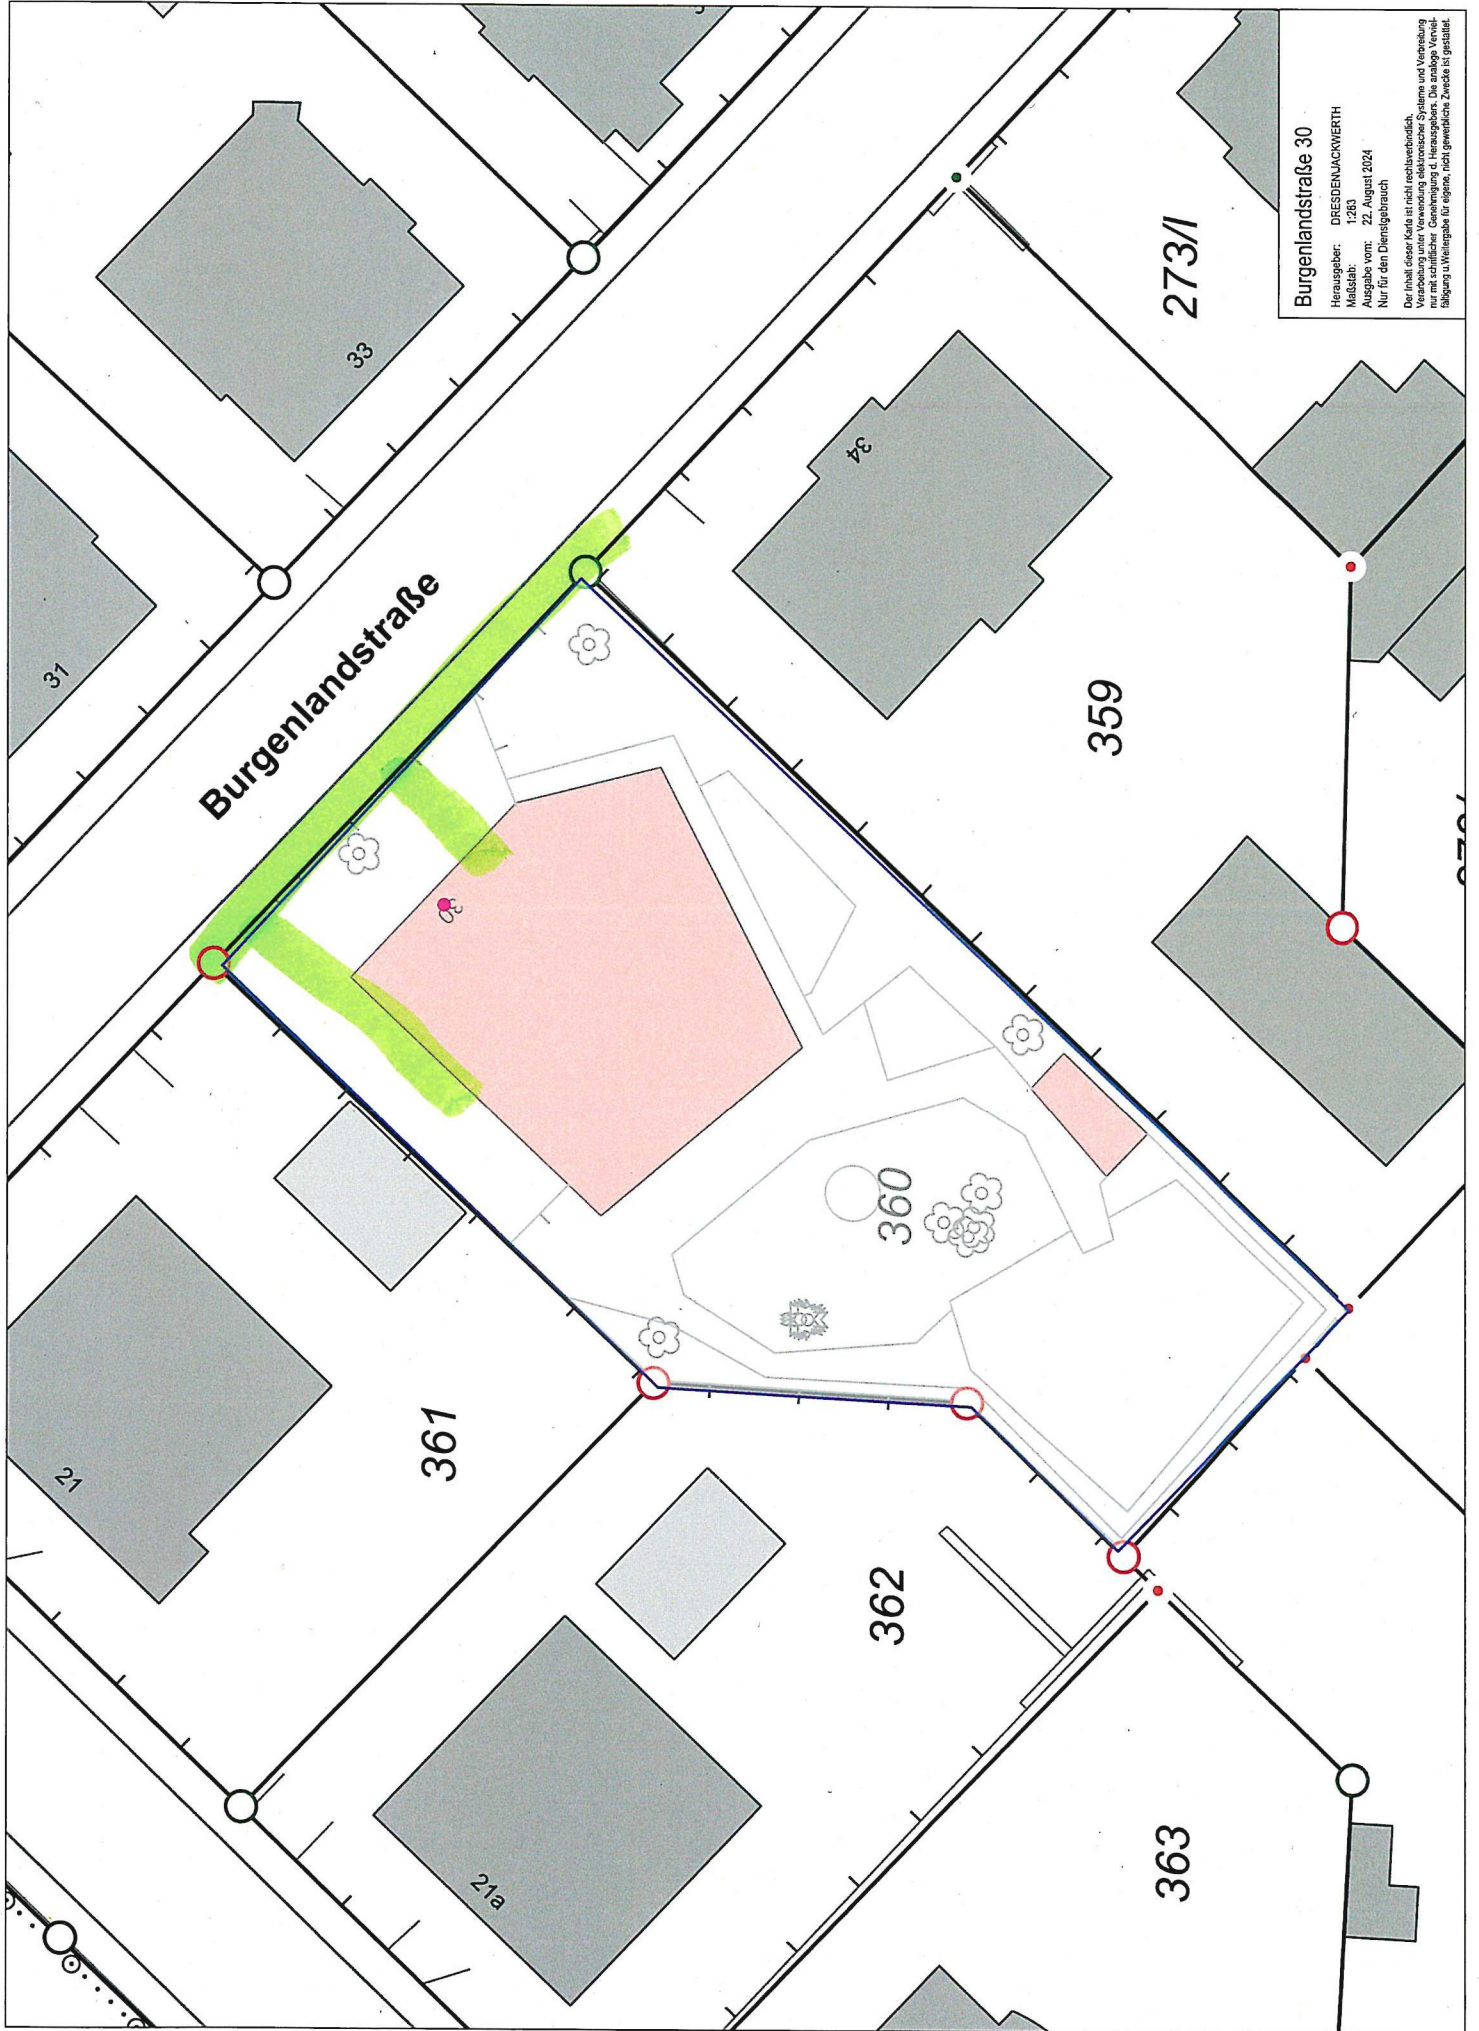 Burgenlandstraße 30
Herausgeber: DRESDEN\JACKWERTH
Maßstab: 1:263
Ausgabe vom: 22. August 2024
Nur für den Dienstgebrauch
Der Inhalt dieser Karte ist nicht rechtsverbindlich.
Verarbeitung unter Verwendung elektronischer Systeme und Verbreitung
nur mit schriftlicher Genehmigung d. Herausgebers. Die analoge Verviel-
fältigung u.Weitergabe für eigene, nicht gewerbliche Zwecke ist gestattet.
Burgenlandstraße
33
31
34
30
21
21a
273/l
359
360
361
362
363